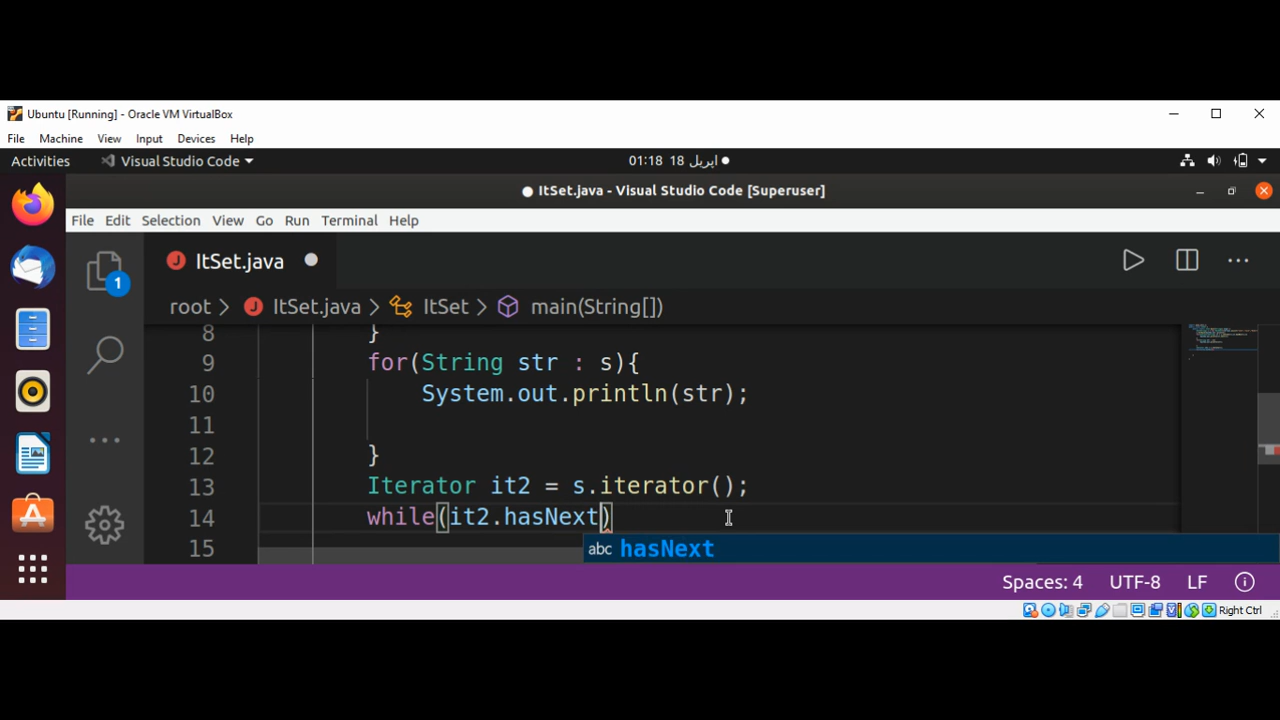 Ubuntu [Running] - Oracle VM VirtualBox
File Machine View Input Devices Help
Activities Visual Studio Code 01:18 18 اپریل
● ItSet.java - Visual Studio Code [Superuser]
File Edit Selection View Go Run Terminal Help
1 J ItSet.java
root > J ItSet.java > ItSet > main(String[])
8 }
9 for(String str : s){
10 System.out.println(str);
11
12 }
13 Iterator it2 = s.iterator();
14 while(it2.hasNext)
15 abc hasNext
Spaces: 4 UTF-8 LF
Right Ctrl